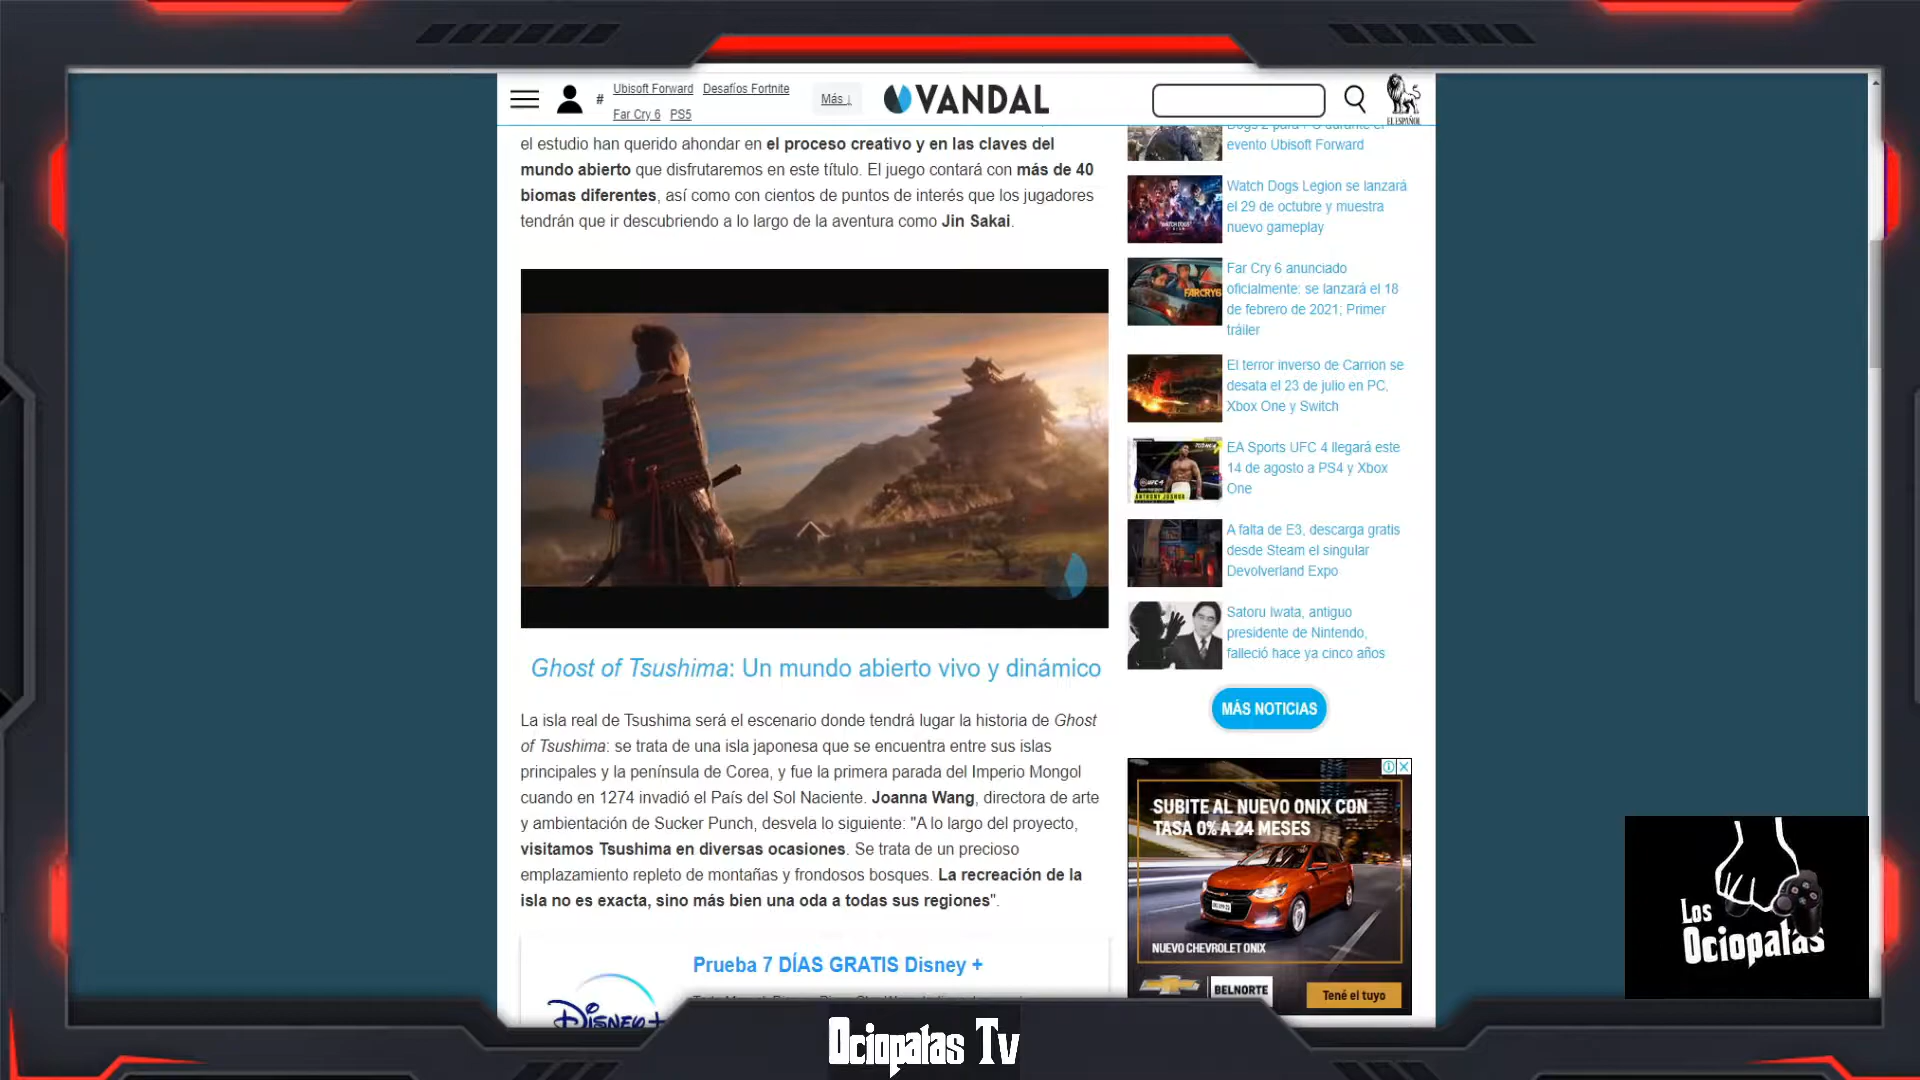 # Ubisoft Forward Desafíos Fortnite
Far Cry 6 PS5
Más ↓
VANDAL
EL ESPAÑOL
el estudio han querido ahondar en el proceso creativo y en las claves del
mundo abierto que disfrutaremos en este título. El juego contará con más de 40
biomas diferentes, así como con cientos de puntos de interés que los jugadores
tendrán que ir descubriendo a lo largo de la aventura como Jin Sakai.
Ghost of Tsushima: Un mundo abierto vivo y dinámico
La isla real de Tsushima será el escenario donde tendrá lugar la historia de Ghost
of Tsushima: se trata de una isla japonesa que se encuentra entre sus islas
principales y la península de Corea, y fue la primera parada del Imperio Mongol
cuando en 1274 invadió el País del Sol Naciente. Joanna Wang, directora de arte
y ambientación de Sucker Punch, desvela lo siguiente: "A lo largo del proyecto,
visitamos Tsushima en diversas ocasiones. Se trata de un precioso
emplazamiento repleto de montañas y frondosos bosques. La recreación de la
isla no es exacta, sino más bien una oda a todas sus regiones".
Prueba 7 DÍAS GRATIS Disney +
Disney+
Dogs 2 para PC durante el
evento Ubisoft Forward
Watch Dogs Legion se lanzará
el 29 de octubre y muestra
nuevo gameplay
FARCRY6
Far Cry 6 anunciado
oficialmente: se lanzará el 18
de febrero de 2021; Primer
tráiler
El terror inverso de Carrion se
desata el 23 de julio en PC,
Xbox One y Switch
UFC 4
ANTHONY JOSHUA
EA Sports UFC 4 llegará este
14 de agosto a PS4 y Xbox
One
A falta de E3, descarga gratis
desde Steam el singular
Devolverland Expo
Satoru Iwata, antiguo
presidente de Nintendo,
falleció hace ya cinco años
MÁS NOTICIAS
SUBITE AL NUEVO ONIX CON
TASA 0% A 24 MESES
NUEVO CHEVROLET ONIX
BELNORTE
Tené el tuyo
Los
Ociopatas
Ociopatas Tv